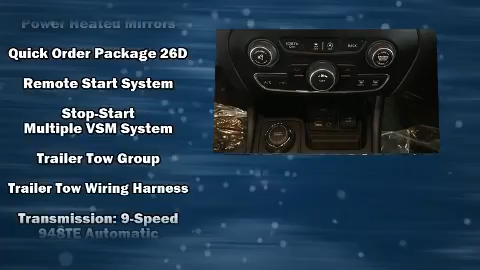 Power Heated Mirrors
Quick Order Package 26D
Remote Start System
Stop-Start
Multiple VSM System
Trailer Tow Group
Trailer Tow Wiring Harness
Transmission: 9-Speed
948TE Automatic
BACK